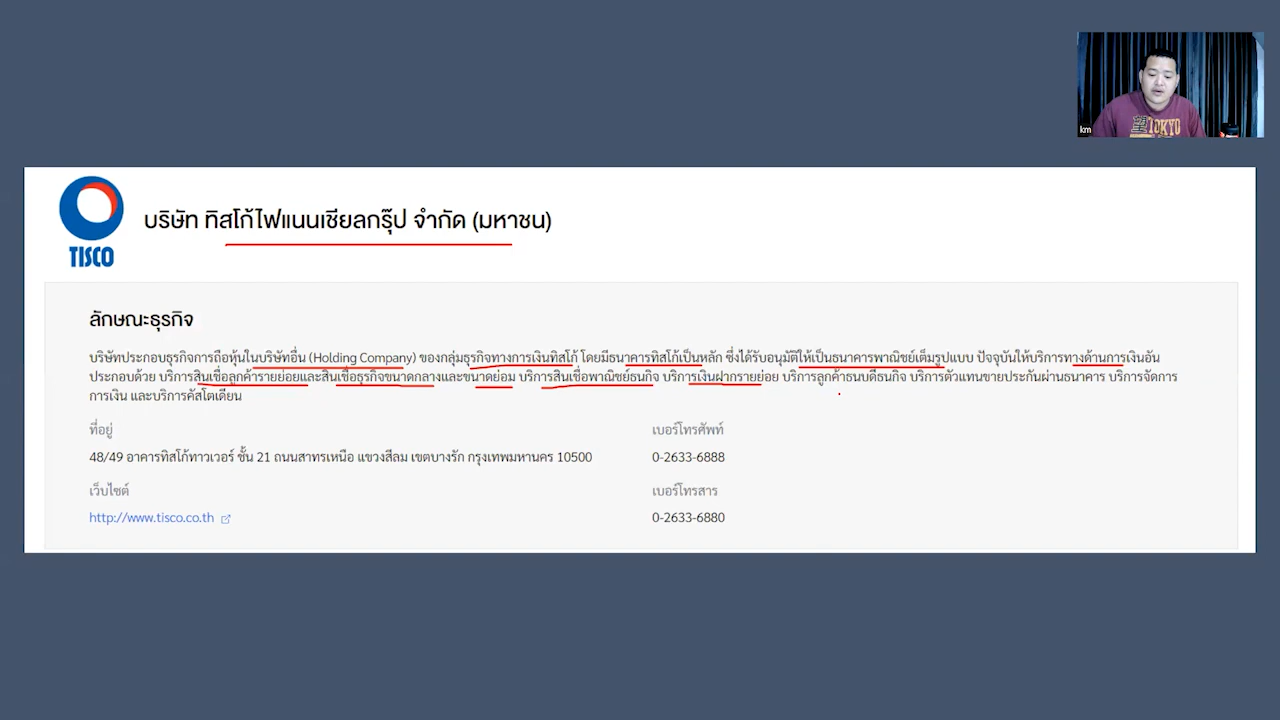 km
TOKYO
TISCO
บริษัท ทิสโก้ไฟแนนเชียลกรุ๊ป จำกัด (มหาชน)
ลักษณะธุรกิจ
บริษัทประกอบธุรกิจการถือหุ้นในบริษัทอื่น (Holding Company) ของกลุ่มธุรกิจทางการเงินทิสโก้ โดยมีธนาคารทิสโก้เป็นหลัก ซึ่งได้รับอนุมัติให้เป็นธนาคารพาณิชย์เต็มรูปแบบ ปัจจุบันให้บริการทางด้านการเงินอัน
ประกอบด้วย บริการสินเชื่อลูกค้ารายย่อยและสินเชื่อธุรกิจขนาดกลางและขนาดย่อม บริการสินเชื่อพาณิชย์ธนกิจ บริการเงินฝากรายย่อย บริการลูกค้าธนบดีธนกิจ บริการตัวแทนขายประกันผ่านธนาคาร บริการจัดการ
การเงิน และบริการคัสโตเดียน
ที่อยู่
เบอร์โทรศัพท์
48/49 อาคารทิสโก้ทาวเวอร์ ชั้น 21 ถนนสาทรเหนือ แขวงสีลม เขตบางรัก กรุงเทพมหานคร 10500
0-2633-6888
เว็บไซต์
เบอร์โทรสาร
http://www.tisco.co.th
0-2633-6880